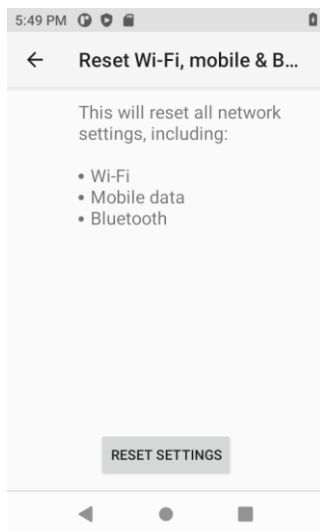 5:49 PM
Reset Wi-Fi, mobile & B...
This will reset all network
settings, including:
• Wi-Fi
• Mobile data
• Bluetooth
RESET SETTINGS